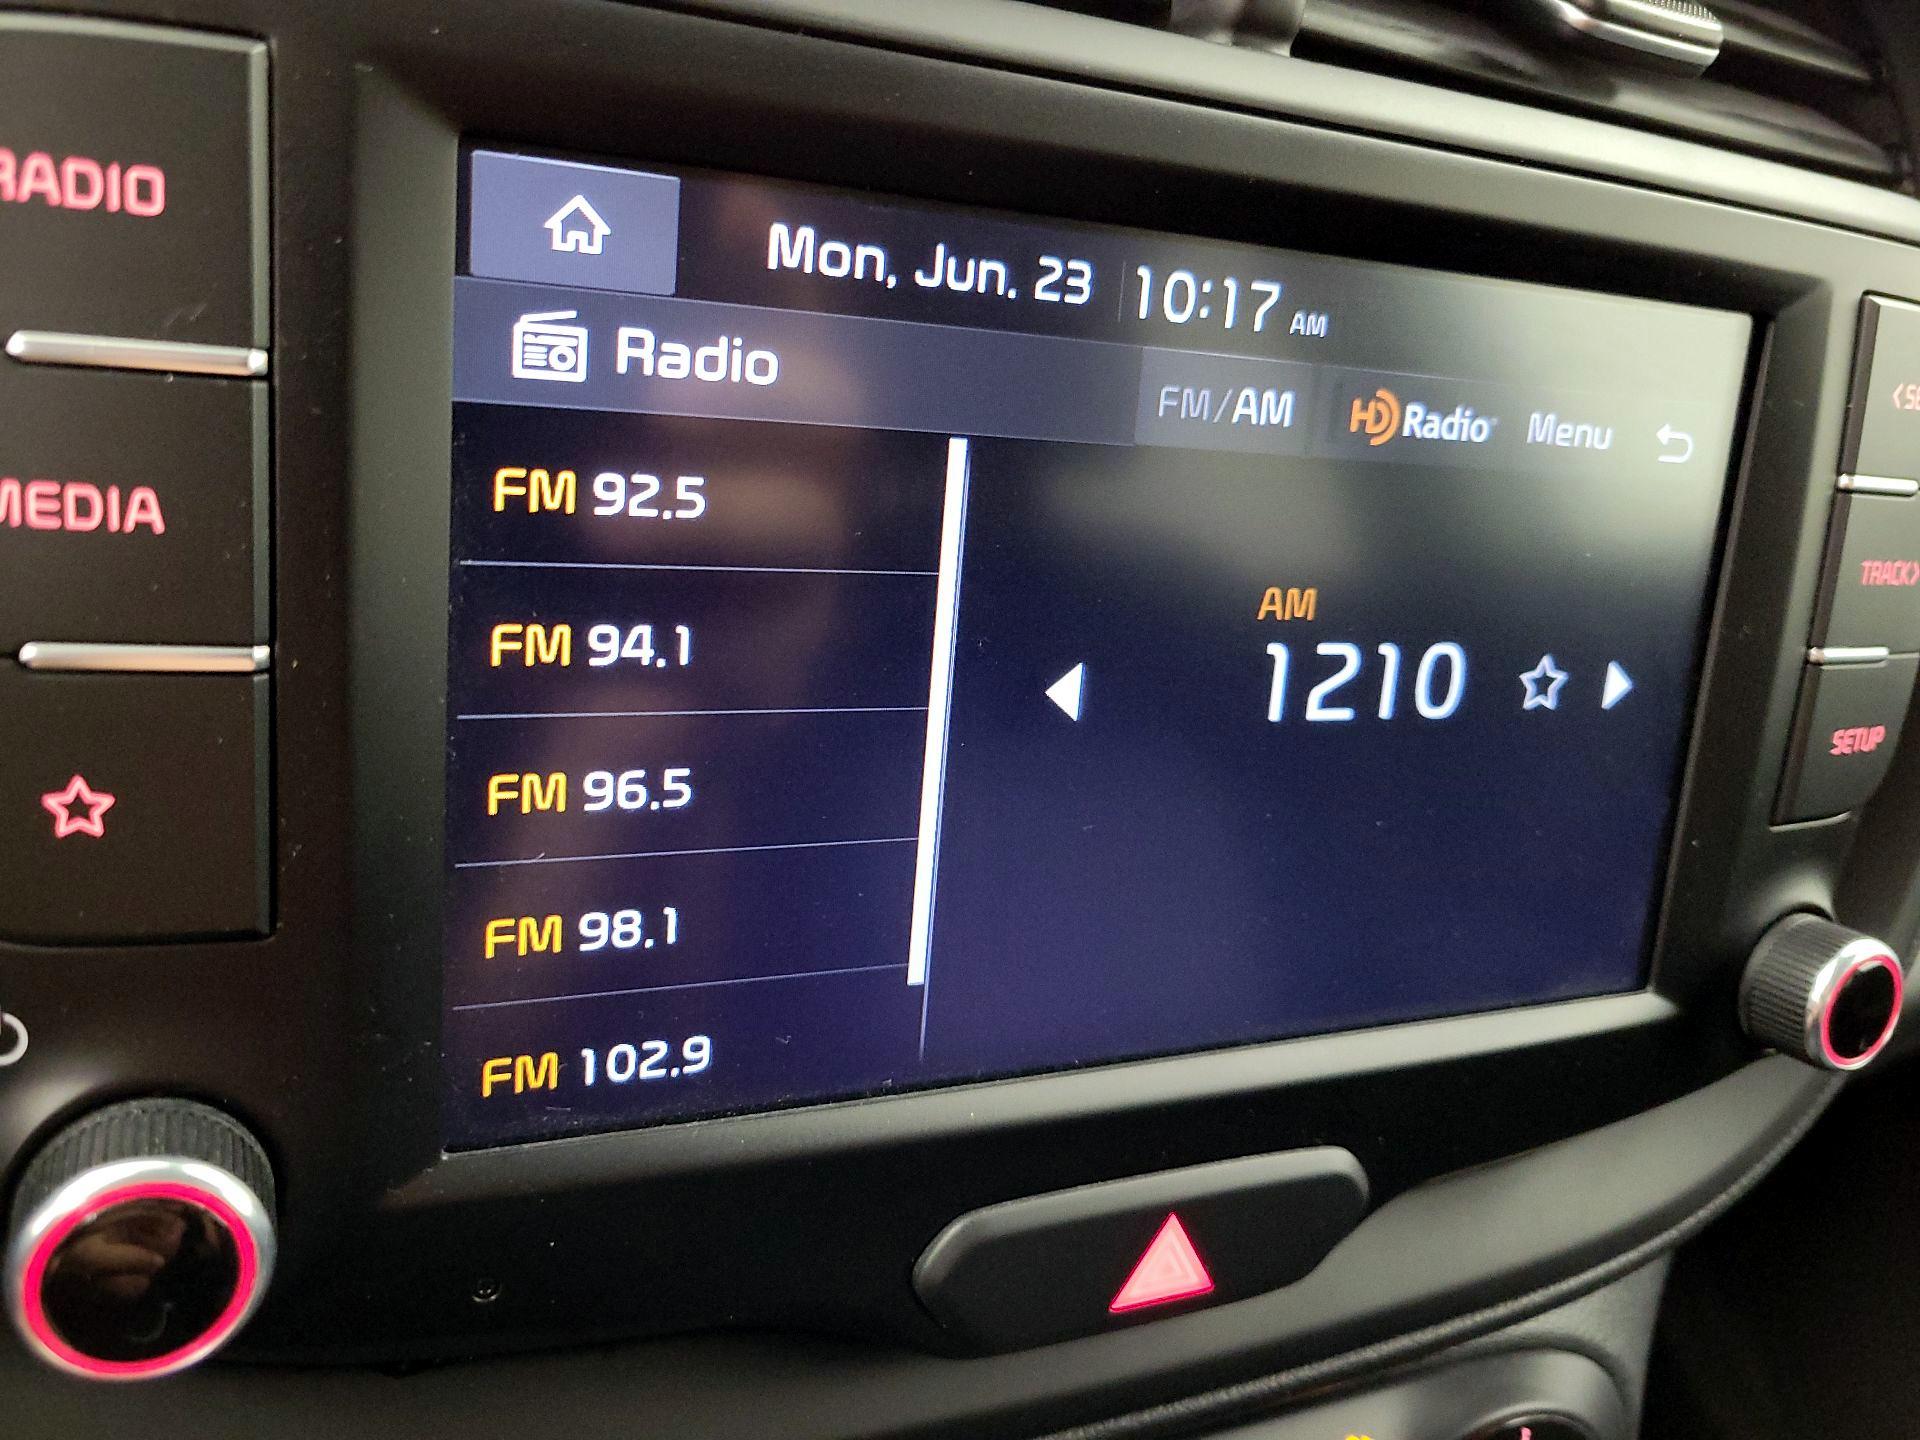 RADIO
MEDIA
Mon, Jun. 23 10:17 AM
Radio
FM/AM HD Radio Menu
FM 92.5
FM 94.1
FM 96.5
FM 98.1
FM 102.9
AM
1210
TRACK>
SETUP